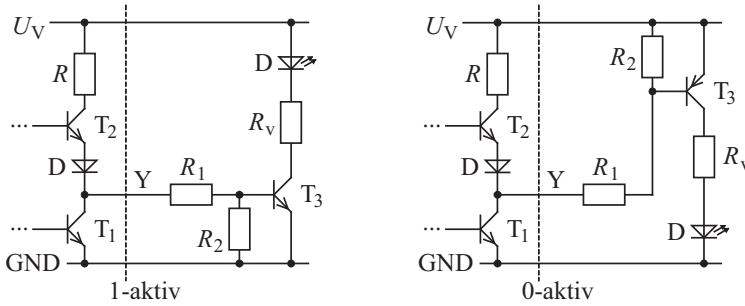 U_V
R
T_2
D
Y
R_1
R_2
T_1
D
R_v
T_3
GND
1-aktiv
U_V
R
T_2
D
Y
R_1
R_2
T_1
T_3
R_v
D
GND
0-aktiv
...
...
...
...